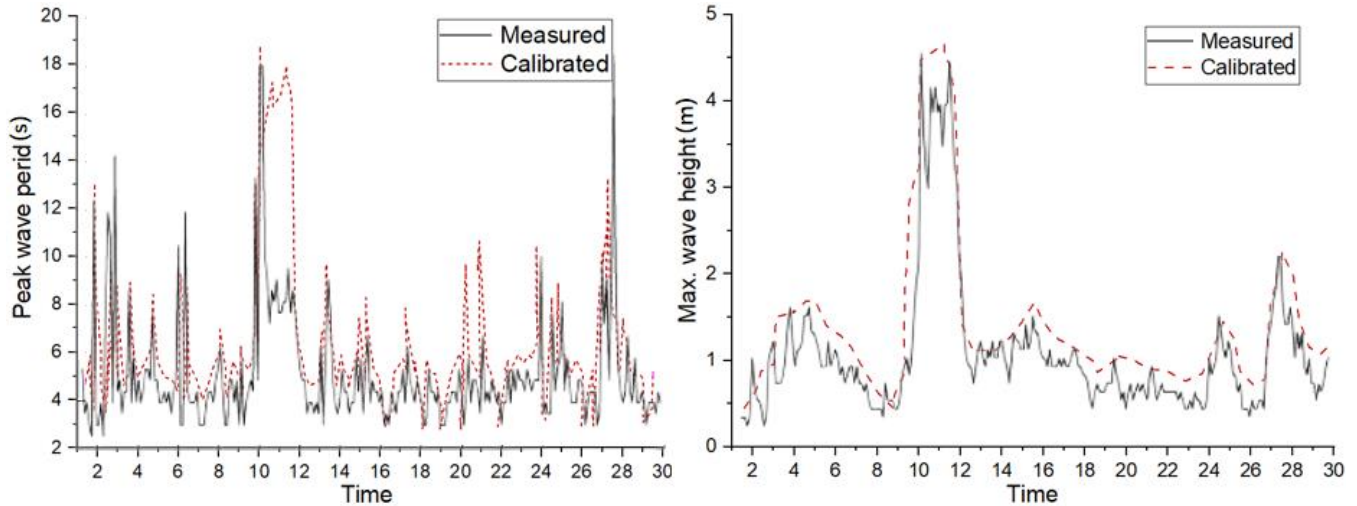 20
18
16
14
12
10
8
6
4
2
Peak wave perid (s)
Measured
Calibrated
2 4 6 8 10 12 14 16 18 20 22 24 26 28 30
Time
5
4
3
2
1
0
Max. wave height (m)
Measured
Calibrated
2 4 6 8 10 12 14 16 18 20 22 24 26 28 30
Time